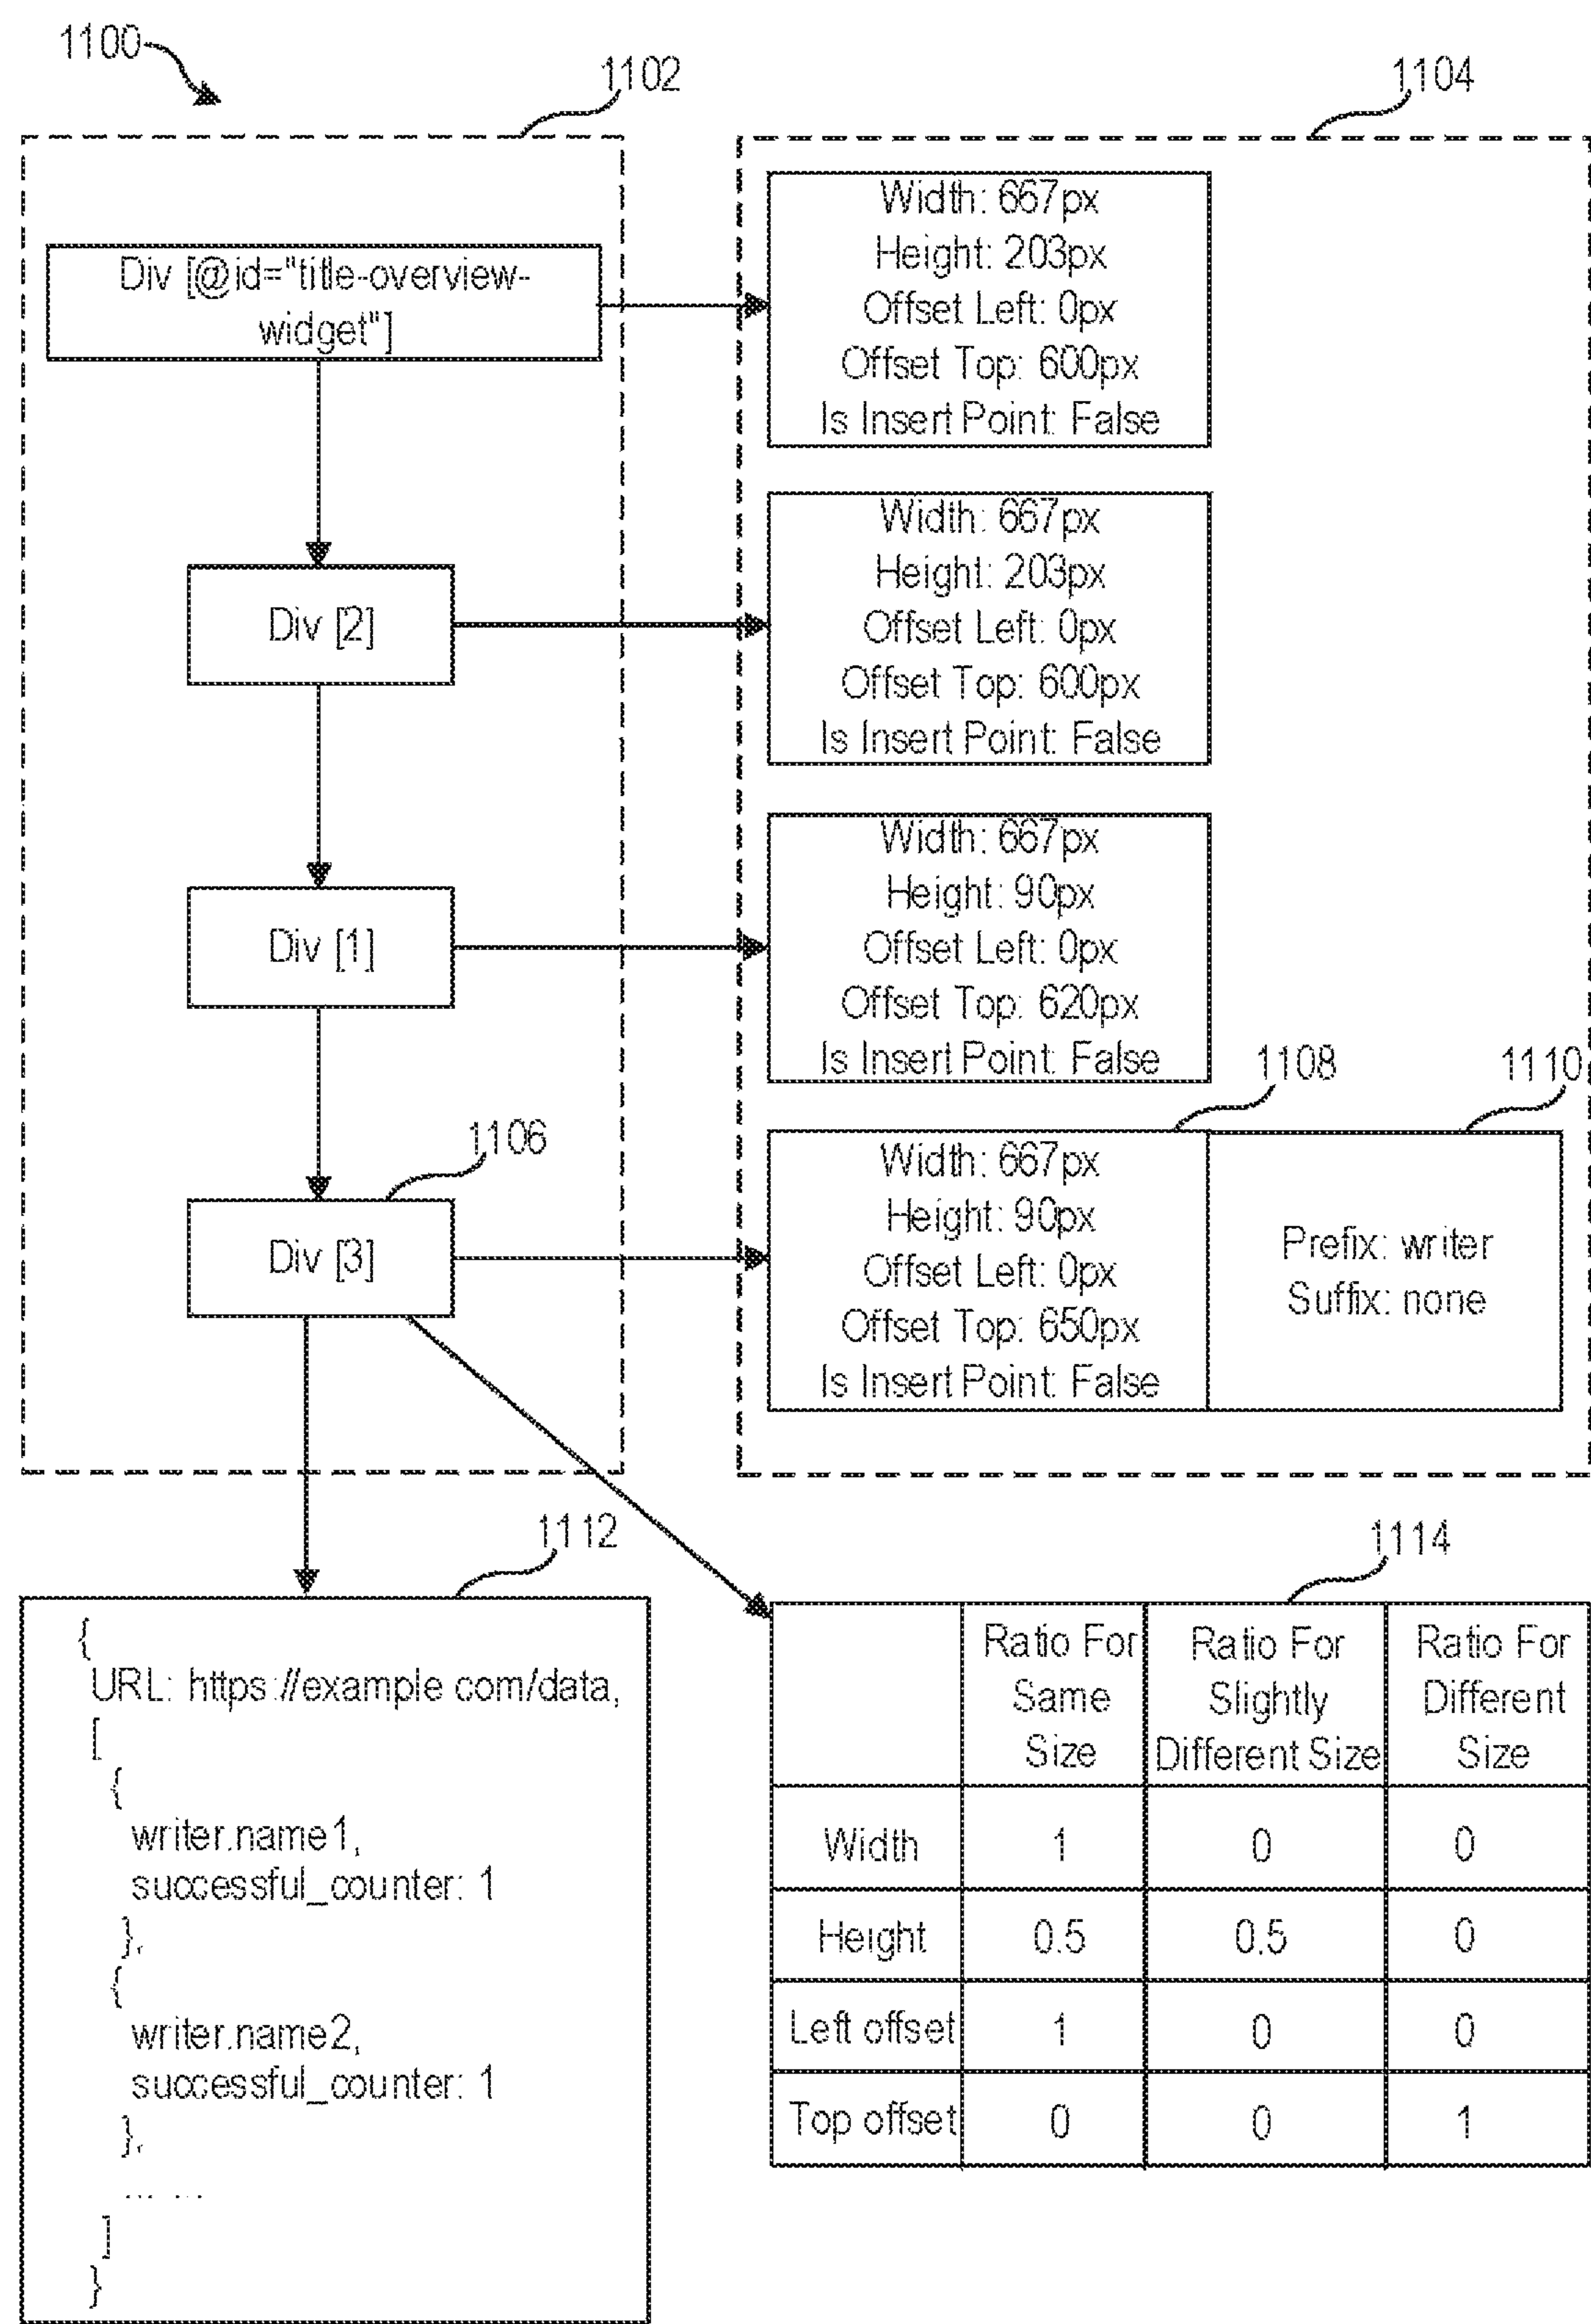 1100
1102
1104
Div [@id="title-overview-
widget"]
Width: 667px
Height: 203px
Offset Left: 0px
Offset Top: 600px
Is Insert Point: False
Div [2]
Width: 667px
Height: 203px
Offset Left: 0px
Offset Top: 600px
Is Insert Point: False
Div [1]
Width: 667px
Height: 90px
Offset Left: 0px
Offset Top: 620px
Is Insert Point: False
1106
Div [3]
1108
1110
Width: 667px
Height: 90px
Offset Left: 0px
Offset Top: 650px
Is Insert Point: False
Prefix: writer
Suffix: none
1112
{
URL: https://example.com/data,
[
{
writer.name1,
successful_counter: 1
},
{
writer.name2,
successful_counter: 1
},
... ...
]
}
1114
Ratio For
Same
Size
Ratio For
Slightly
Different Size
Ratio For
Different
Size
Width 1 0 0
Height 0.5 0.5 0
Left offset 1 0 0
Top offset 0 0 1